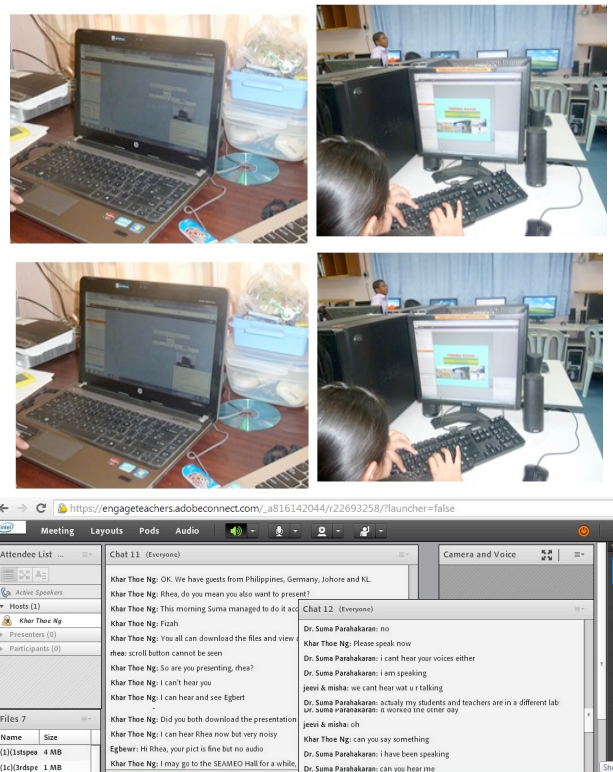 https://engageteachers.adobeconnect.com/_a816142044/r22693258/?launcher=false
intel
Meeting Layouts Pods Audio
Attendee List ...
Active Speakers
Hosts (1)
Khar Thoe Ng
Presenters (0)
Participants (0)
Files 7
Name Size
(1)(1stspea 4 MB
(1c)(3rdspe 1 MB
Chat 11 (Everyone)
Khar Thoe Ng: OK. We have guests from Philippines, Germany, Johore and KL.
Khar Thoe Ng: Rhea, do you mean you also want to present?
Khar Thoe Ng: This morning Suma managed to do it acc
Khar Thoe Ng: Fizah
Khar Thoe Ng: You all can download the files and view
rhea: scroll button cannot be seen
Khar Thoe Ng: So are you presenting, rhea?
Khar Thoe Ng: I can't hear you
Khar Thoe Ng: I can hear and see Egbert
Khar Thoe Ng: Did you both download the presentation
Khar Thoe Ng: I can hear Rhea now but very noisy
Egbewr: Hi Rhea, your pict is fine but no audio
Khar Thoe Ng: I may go to the SEAMEO Hall for a while,
Chat 12 (Everyone)
Dr. Suma Parahakaran: no
Khar Thoe Ng: Please speak now
Dr. Suma Parahakaran: i cant hear your voices either
Dr. Suma Parahakaran: i am speaking
jeevi & misha: we cant hear wat u r talking
Dr. Suma Parahakaran: actualy my students and teachers are in a different lab
Dr. Suma Parahakaran: it worked the other day
jeevi & misha: oh
Khar Thoe Ng: can you say something
Dr. Suma Parahakaran: i have been speaking
Dr. Suma Parahakaran: can you hear me
Camera and Voice